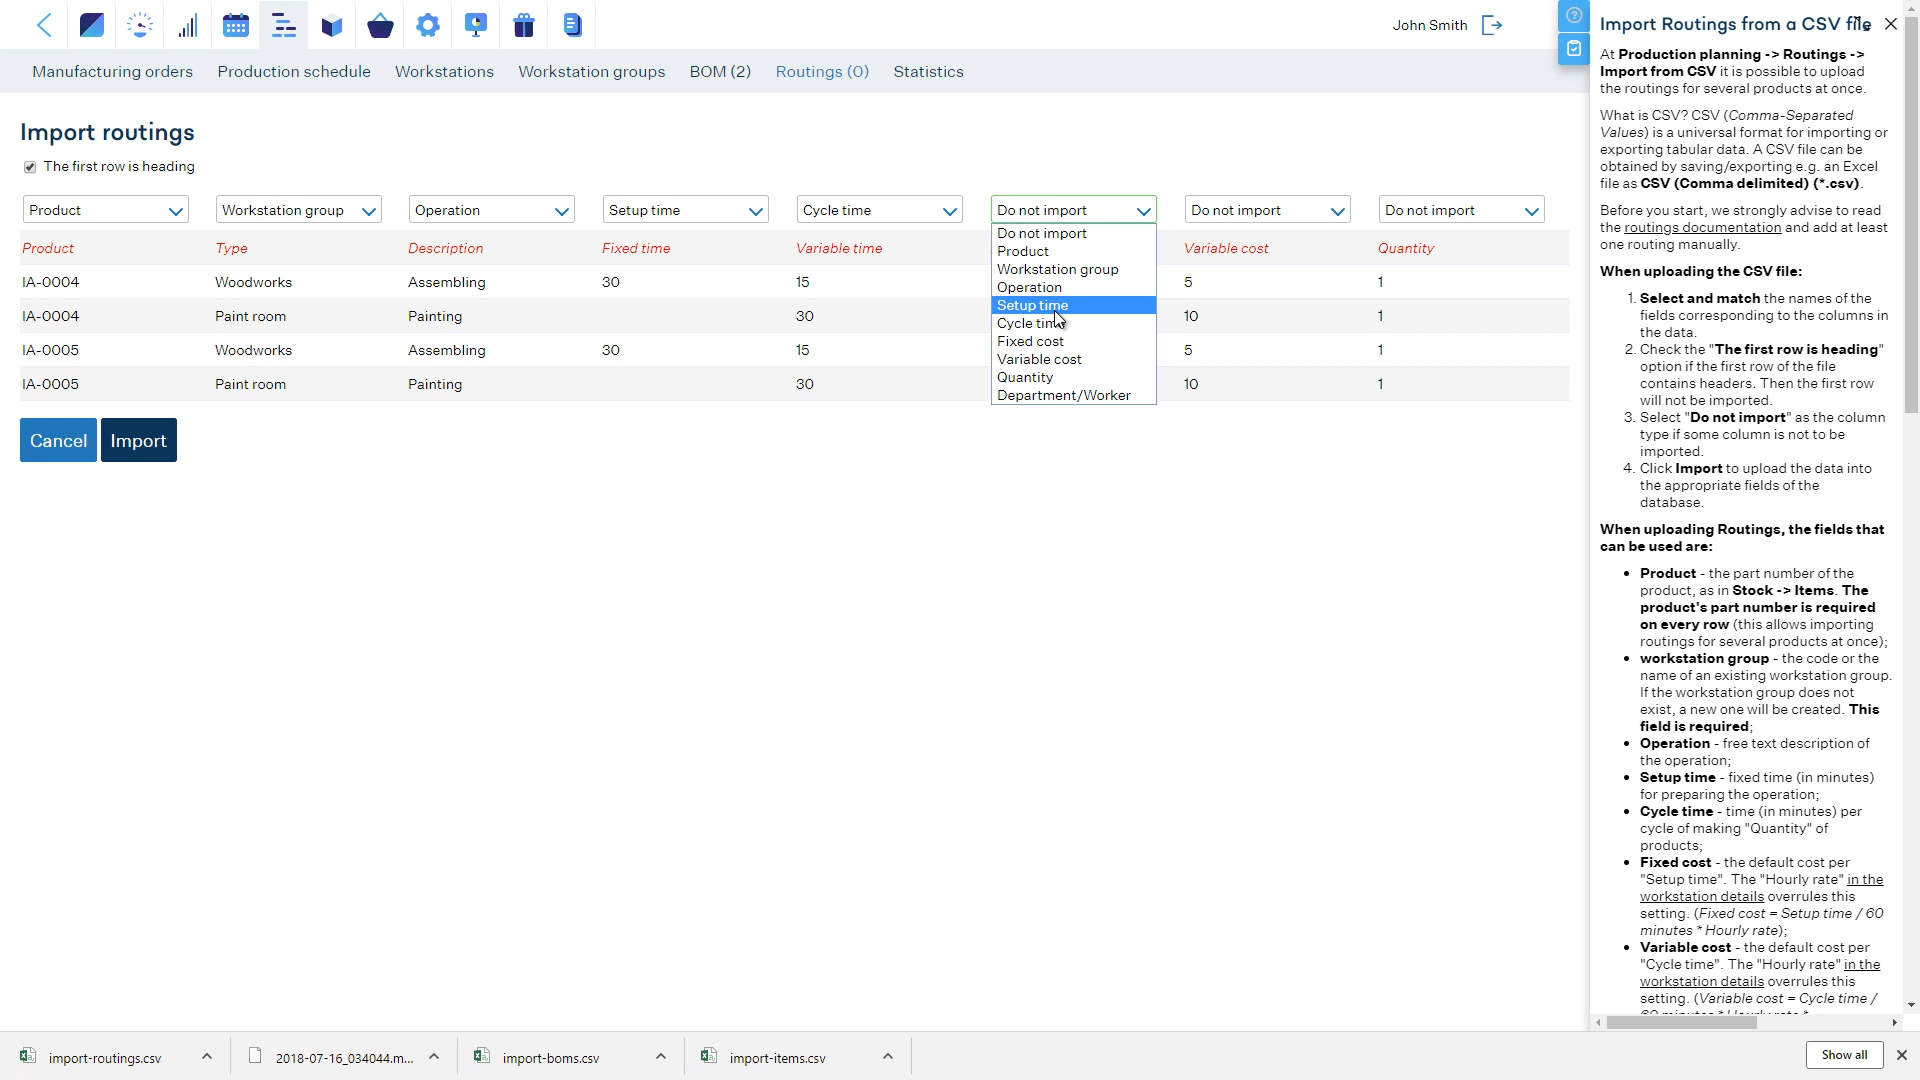 John Smith
Manufacturing orders Production schedule Workstations Workstation groups BOM (2) Routings (0) Statistics
Import routings
The first row is heading
Product Workstation group Operation Setup time Cycle time Do not import Do not import Do not import
Product Type Description Fixed time Variable time Variable cost Quantity
IA-0004 Woodworks Assembling 30 15 5 1
IA-0004 Paint room Painting 30 10 1
IA-0005 Woodworks Assembling 30 15 5 1
IA-0005 Paint room Painting 30 10 1
Do not import
Product
Workstation group
Operation
Setup time
Cycle time
Fixed cost
Variable cost
Quantity
Department/Worker
Cancel Import
Import Routings from a CSV file
At Production planning -> Routings ->
Import from CSV it is possible to upload
the routings for several products at once.
What is CSV? CSV (Comma-Separated
Values) is a universal format for importing or
exporting tabular data. A CSV file can be
obtained by saving/exporting e.g. an Excel
file as CSV (Comma delimited) (*.csv).
Before you start, we strongly advise to read
the routings documentation and add at least
one routing manually.
When uploading the CSV file:
1. Select and match the names of the
fields corresponding to the columns in
the data.
2. Check the "The first row is heading"
option if the first row of the file
contains headers. Then the first row
will not be imported.
3. Select "Do not import" as the column
type if some column is not to be
imported.
4. Click Import to upload the data into
the appropriate fields of the
database.
When uploading Routings, the fields that
can be used are:
• Product - the part number of the
product, as in Stock -> Items. The
product's part number is required
on every row (this allows importing
routings for several products at once);
• workstation group - the code or the
name of an existing workstation group.
If the workstation group does not
exist, a new one will be created. This
field is required;
• Operation - free text description of
the operation;
• Setup time - fixed time (in minutes)
for preparing the operation;
• Cycle time - time (in minutes) per
cycle of making "Quantity" of
products;
• Fixed cost - the default cost per
"Setup time". The "Hourly rate" in the
workstation details overrules this
setting. (Fixed cost = Setup time / 60
minutes * Hourly rate);
• Variable cost - the default cost per
"Cycle time". The "Hourly rate" in the
workstation details overrules this
setting. (Variable cost = Cycle time /
import-routings.csv 2018-07-16_034044.m... import-boms.csv import-items.csv Show all